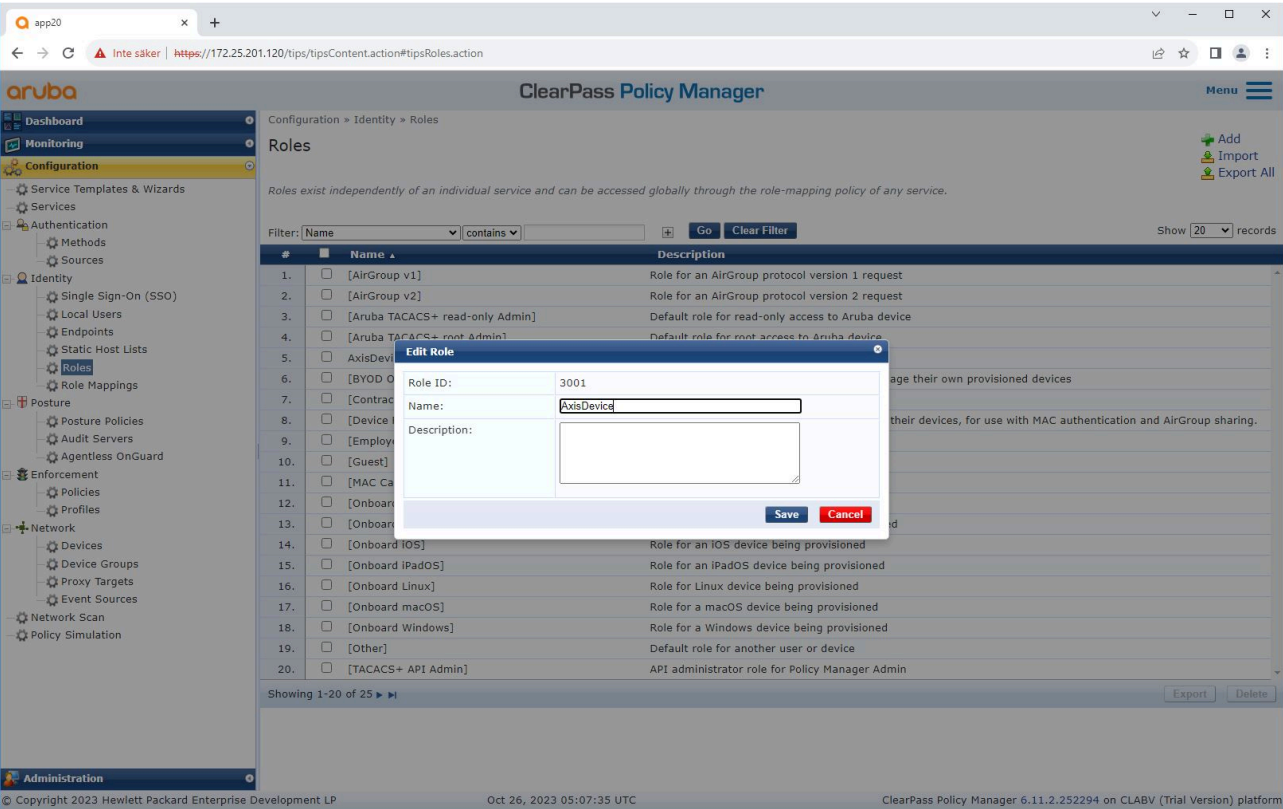 app20
Inte säker | https://172.25.201.120/tips/tipsContent.action#tipsRoles.action
aruba
ClearPass Policy Manager
Menu
Dashboard
Monitoring
Configuration
Service Templates & Wizards
Services
Authentication
Methods
Sources
Identity
Single Sign-On (SSO)
Local Users
Endpoints
Static Host Lists
Roles
Role Mappings
Posture
Posture Policies
Audit Servers
Agentless OnGuard
Enforcement
Policies
Profiles
Network
Devices
Device Groups
Proxy Targets
Event Sources
Network Scan
Policy Simulation
Administration
Configuration » Identity » Roles
Roles
Add
Import
Export All
Roles exist independently of an individual service and can be accessed globally through the role-mapping policy of any service.
Filter: Name contains + Go Clear Filter Show 20 records
# Name Description
1. [AirGroup v1] Role for an AirGroup protocol version 1 request
2. [AirGroup v2] Role for an AirGroup protocol version 2 request
3. [Aruba TACACS+ read-only Admin] Default role for read-only access to Aruba device
4. [Aruba TACACS+ root Admin] Default role for root access to Aruba device
5. AxisDevi
6. [BYOD O age their own provisioned devices
7. [Contrac
8. [Device their devices, for use with MAC authentication and AirGroup sharing.
9. [Employ
10. [Guest]
11. [MAC Ca
12. [Onboar
13. [Onboar ed
14. [Onboard iOS] Role for an iOS device being provisioned
15. [Onboard iPadOS] Role for an iPadOS device being provisioned
16. [Onboard Linux] Role for Linux device being provisioned
17. [Onboard macOS] Role for a macOS device being provisioned
18. [Onboard Windows] Role for a Windows device being provisioned
19. [Other] Default role for another user or device
20. [TACACS+ API Admin] API administrator role for Policy Manager Admin
Edit Role
Role ID: 3001
Name: AxisDevice
Description:
Save Cancel
Showing 1-20 of 25
Export Delete
© Copyright 2023 Hewlett Packard Enterprise Development LP Oct 26, 2023 05:07:35 UTC ClearPass Policy Manager 6.11.2.252294 on CLABV (Trial Version) platform